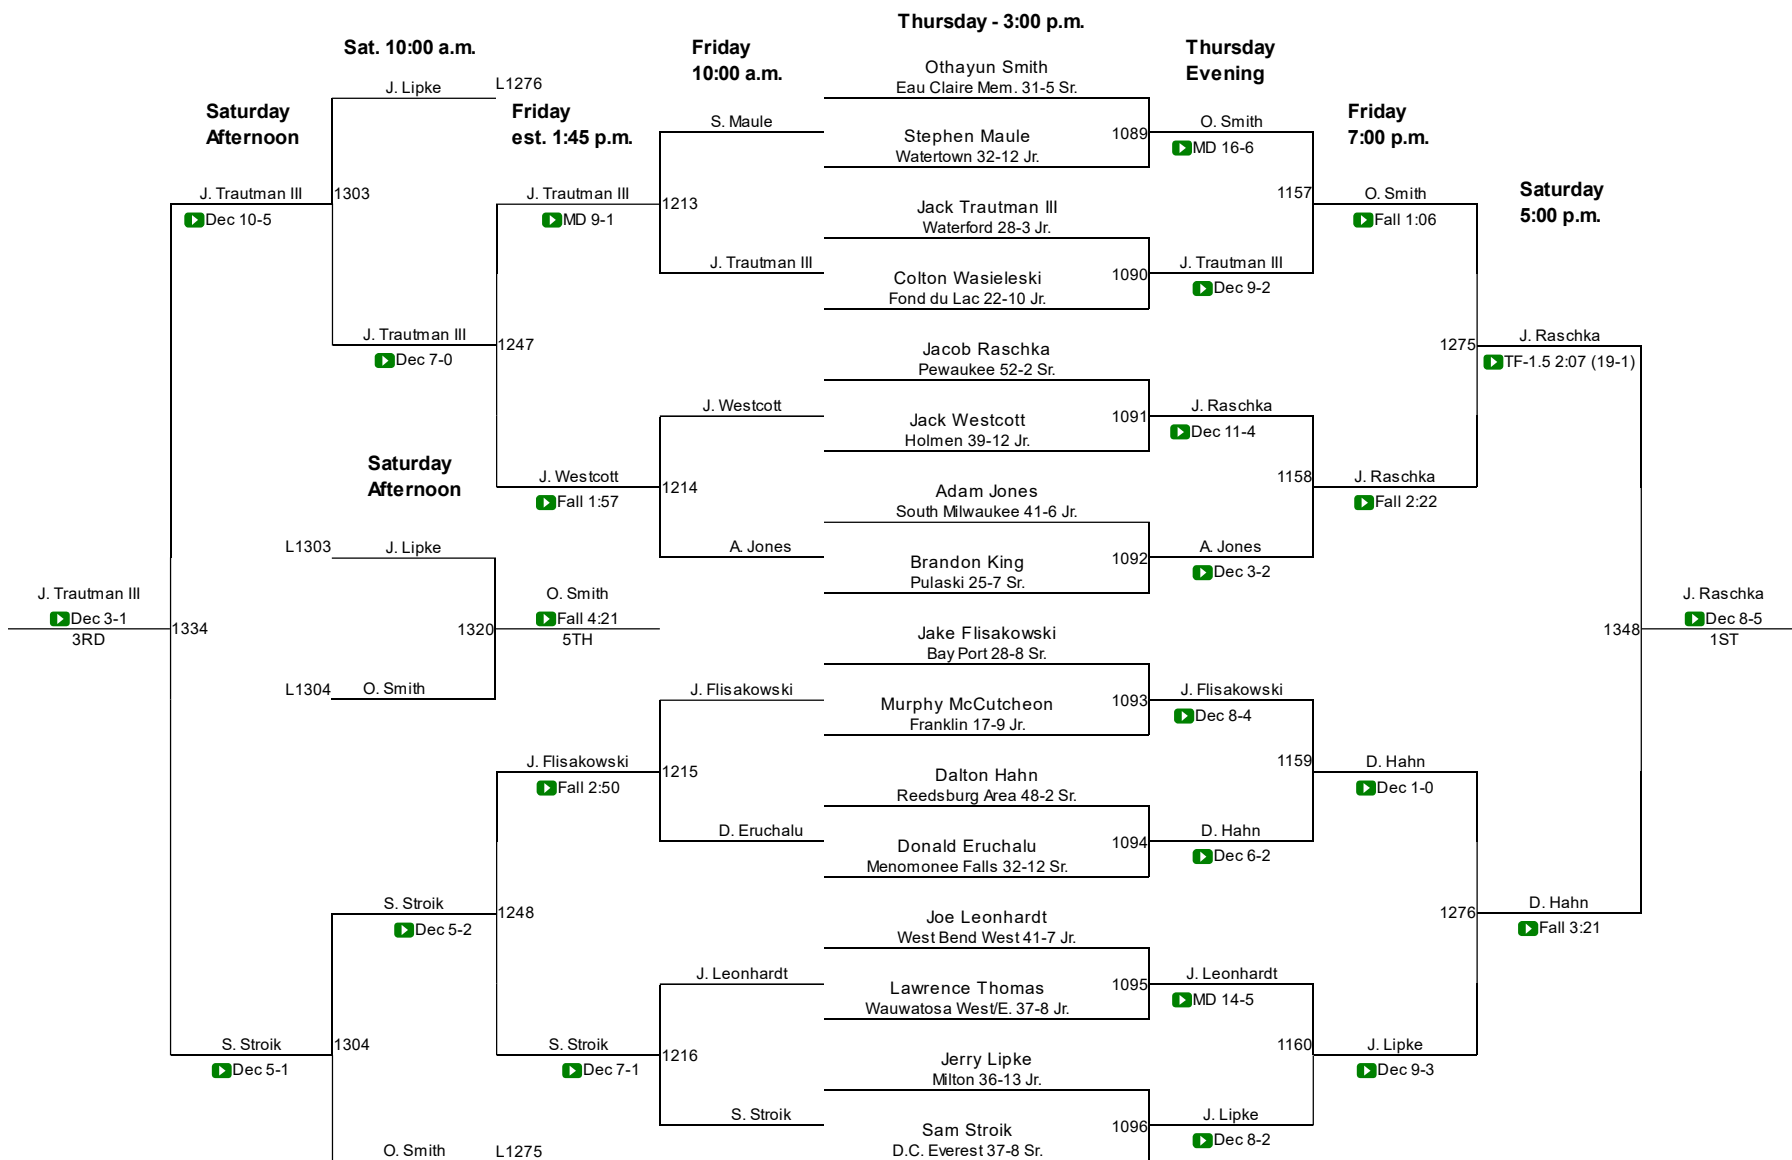 Thursday - 3:00 p.m.
Sat. 10:00 a.m.
Friday
10:00 a.m.
Thursday
Evening
Othayun Smith
Eau Claire Mem. 31-5 Sr.
J. Lipke
L1276
Saturday
Afternoon
Friday
est. 1:45 p.m.
Friday
7:00 p.m.
S. Maule
Stephen Maule
Watertown 32-12 Jr.
1089
O. Smith
MD 16-6
J. Trautman III
Dec 10-5
1303
J. Trautman III
MD 9-1
1213
Jack Trautman III
Waterford 28-3 Jr.
1157
O. Smith
Fall 1:06
Saturday
5:00 p.m.
J. Trautman III
Colton Wasieleski
Fond du Lac 22-10 Jr.
1090
J. Trautman III
Dec 9-2
J. Trautman III
Dec 7-0
1247
Jacob Raschka
Pewaukee 52-2 Sr.
1275
J. Raschka
TF-1.5 2:07 (19-1)
J. Westcott
Jack Westcott
Holmen 39-12 Jr.
1091
J. Raschka
Dec 11-4
Saturday
Afternoon
J. Westcott
Fall 1:57
1214
Adam Jones
South Milwaukee 41-6 Jr.
1158
J. Raschka
Fall 2:22
L1303
J. Lipke
A. Jones
Brandon King
Pulaski 25-7 Sr.
1092
A. Jones
Dec 3-2
J. Trautman III
Dec 3-1
3RD
1334
1320
O. Smith
Fall 4:21
5TH
Jake Flisakowski
Bay Port 28-8 Sr.
1348
J. Raschka
Dec 8-5
1ST
L1304
O. Smith
J. Flisakowski
Murphy McCutcheon
Franklin 17-9 Jr.
1093
J. Flisakowski
Dec 8-4
J. Flisakowski
Fall 2:50
1215
Dalton Hahn
Reedsburg Area 48-2 Sr.
1159
D. Hahn
Dec 1-0
D. Eruchalu
Donald Eruchalu
Menomonee Falls 32-12 Sr.
1094
D. Hahn
Dec 6-2
S. Stroik
Dec 5-2
1248
Joe Leonhardt
West Bend West 41-7 Jr.
1276
D. Hahn
Fall 3:21
J. Leonhardt
Lawrence Thomas
Wauwatosa West/E. 37-8 Jr.
1095
J. Leonhardt
MD 14-5
S. Stroik
Dec 5-1
1304
S. Stroik
Dec 7-1
1216
Jerry Lipke
Milton 36-13 Jr.
1160
J. Lipke
Dec 9-3
S. Stroik
Sam Stroik
D.C. Everest 37-8 Sr.
1096
J. Lipke
Dec 8-2
O. Smith
L1275